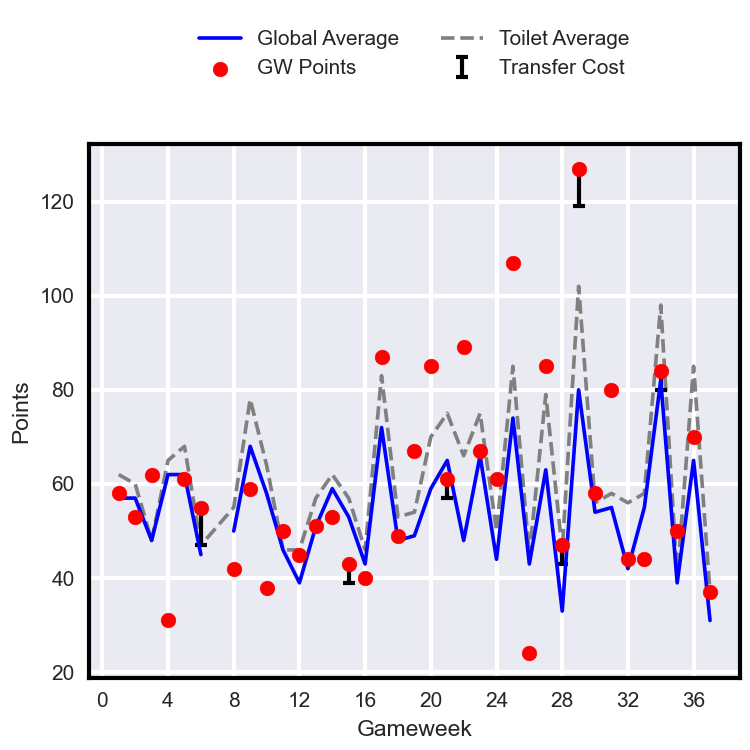 Global Average
Toilet Average
GW Points
Transfer Cost
120
100
80
60
40
20
Points
0 4 8 12 16 20 24 28 32 36
Gameweek